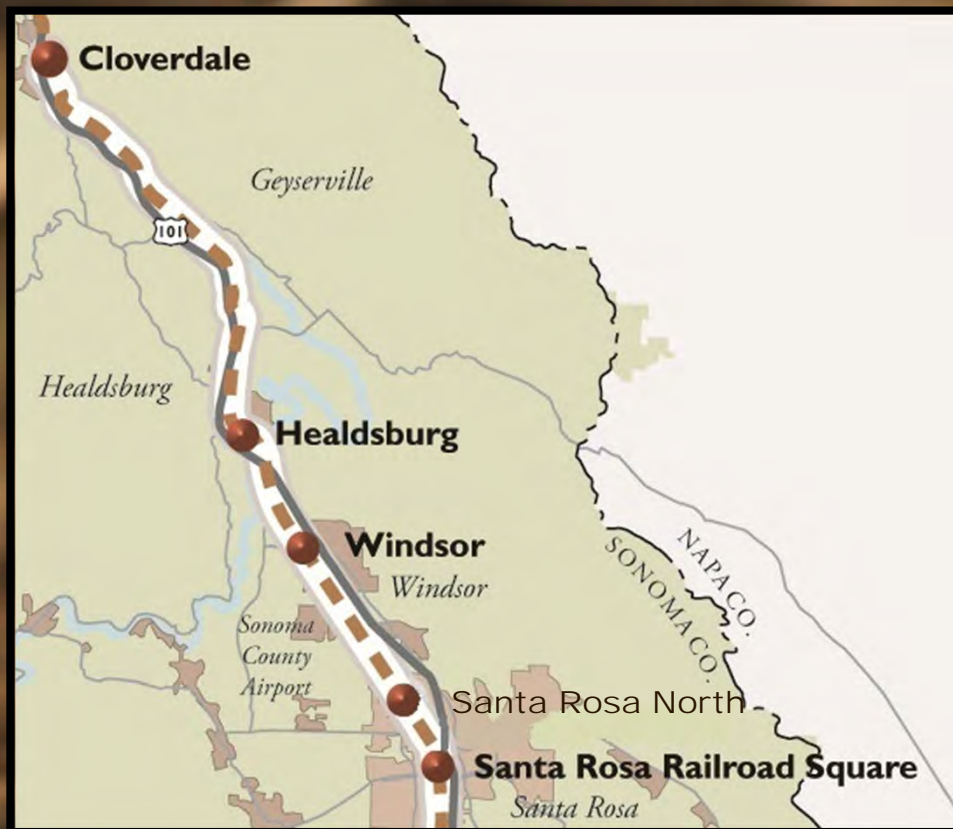 Cloverdale
Geyserville
101
Healdsburg
Healdsburg
Windsor
Windsor
NAPA CO.
SONOMA CO.
Sonoma
County
Airport
Santa Rosa North
Santa Rosa Railroad Square
Santa Rosa